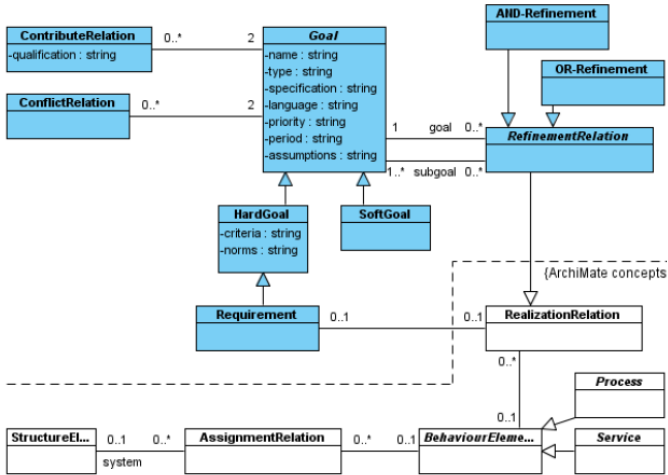 AND-Refinement
ContributeRelation
-qualification : string
0..*
2
Goal
-name : string
-type : string
-specification : string
-language : string
-priority : string
-period : string
-assumptions : string
OR-Refinement
ConflictRelation
0..*
2
1
goal
0..*
RefinementRelation
1..*
subgoal
0..*
HardGoal
-criteria : string
-norms : string
SoftGoal
{ArchiMate concepts
Requirement
0..1
0..1
RealizationRelation
0..*
Process
0..1
StructureEl...
0..1
0..*
AssignmentRelation
0..*
0..1
BehaviourEleme...
Service
system